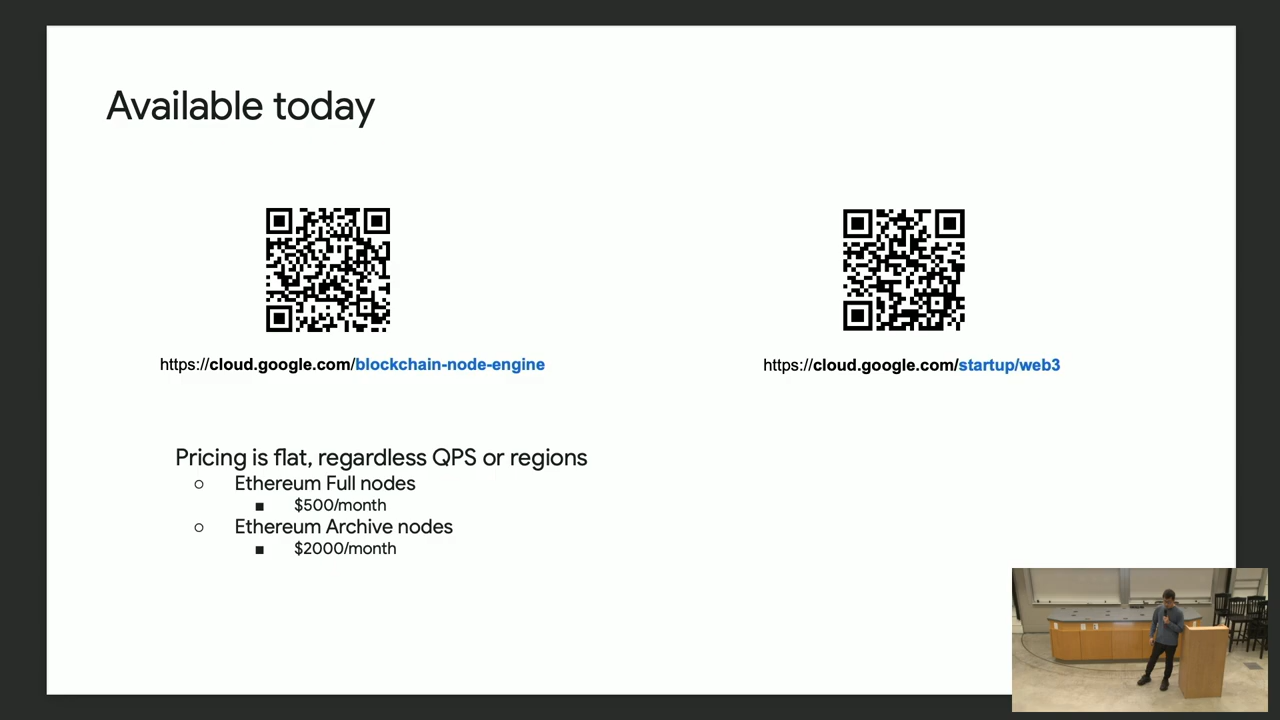 Available today
https://cloud.google.com/blockchain-node-engine
https://cloud.google.com/startup/web3
Pricing is flat, regardless QPS or regions
○ Ethereum Full nodes
■ $500/month
○ Ethereum Archive nodes
■ $2000/month